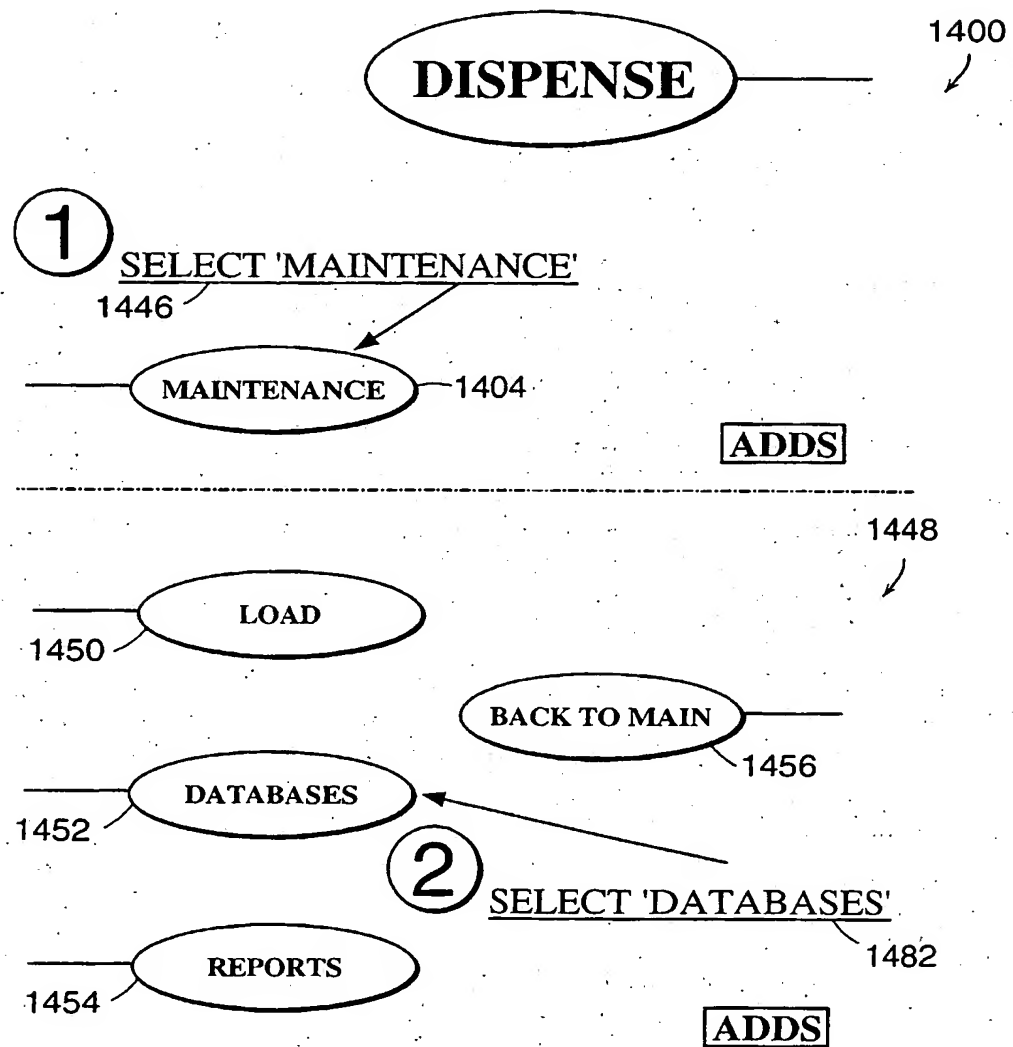 1400
DISPENSE
1
SELECT 'MAINTENANCE'
1446
MAINTENANCE
1404
ADDS
1448
LOAD
1450
BACK TO MAIN
1456
DATABASES
1452
2
SELECT 'DATABASES'
1482
REPORTS
1454
ADDS